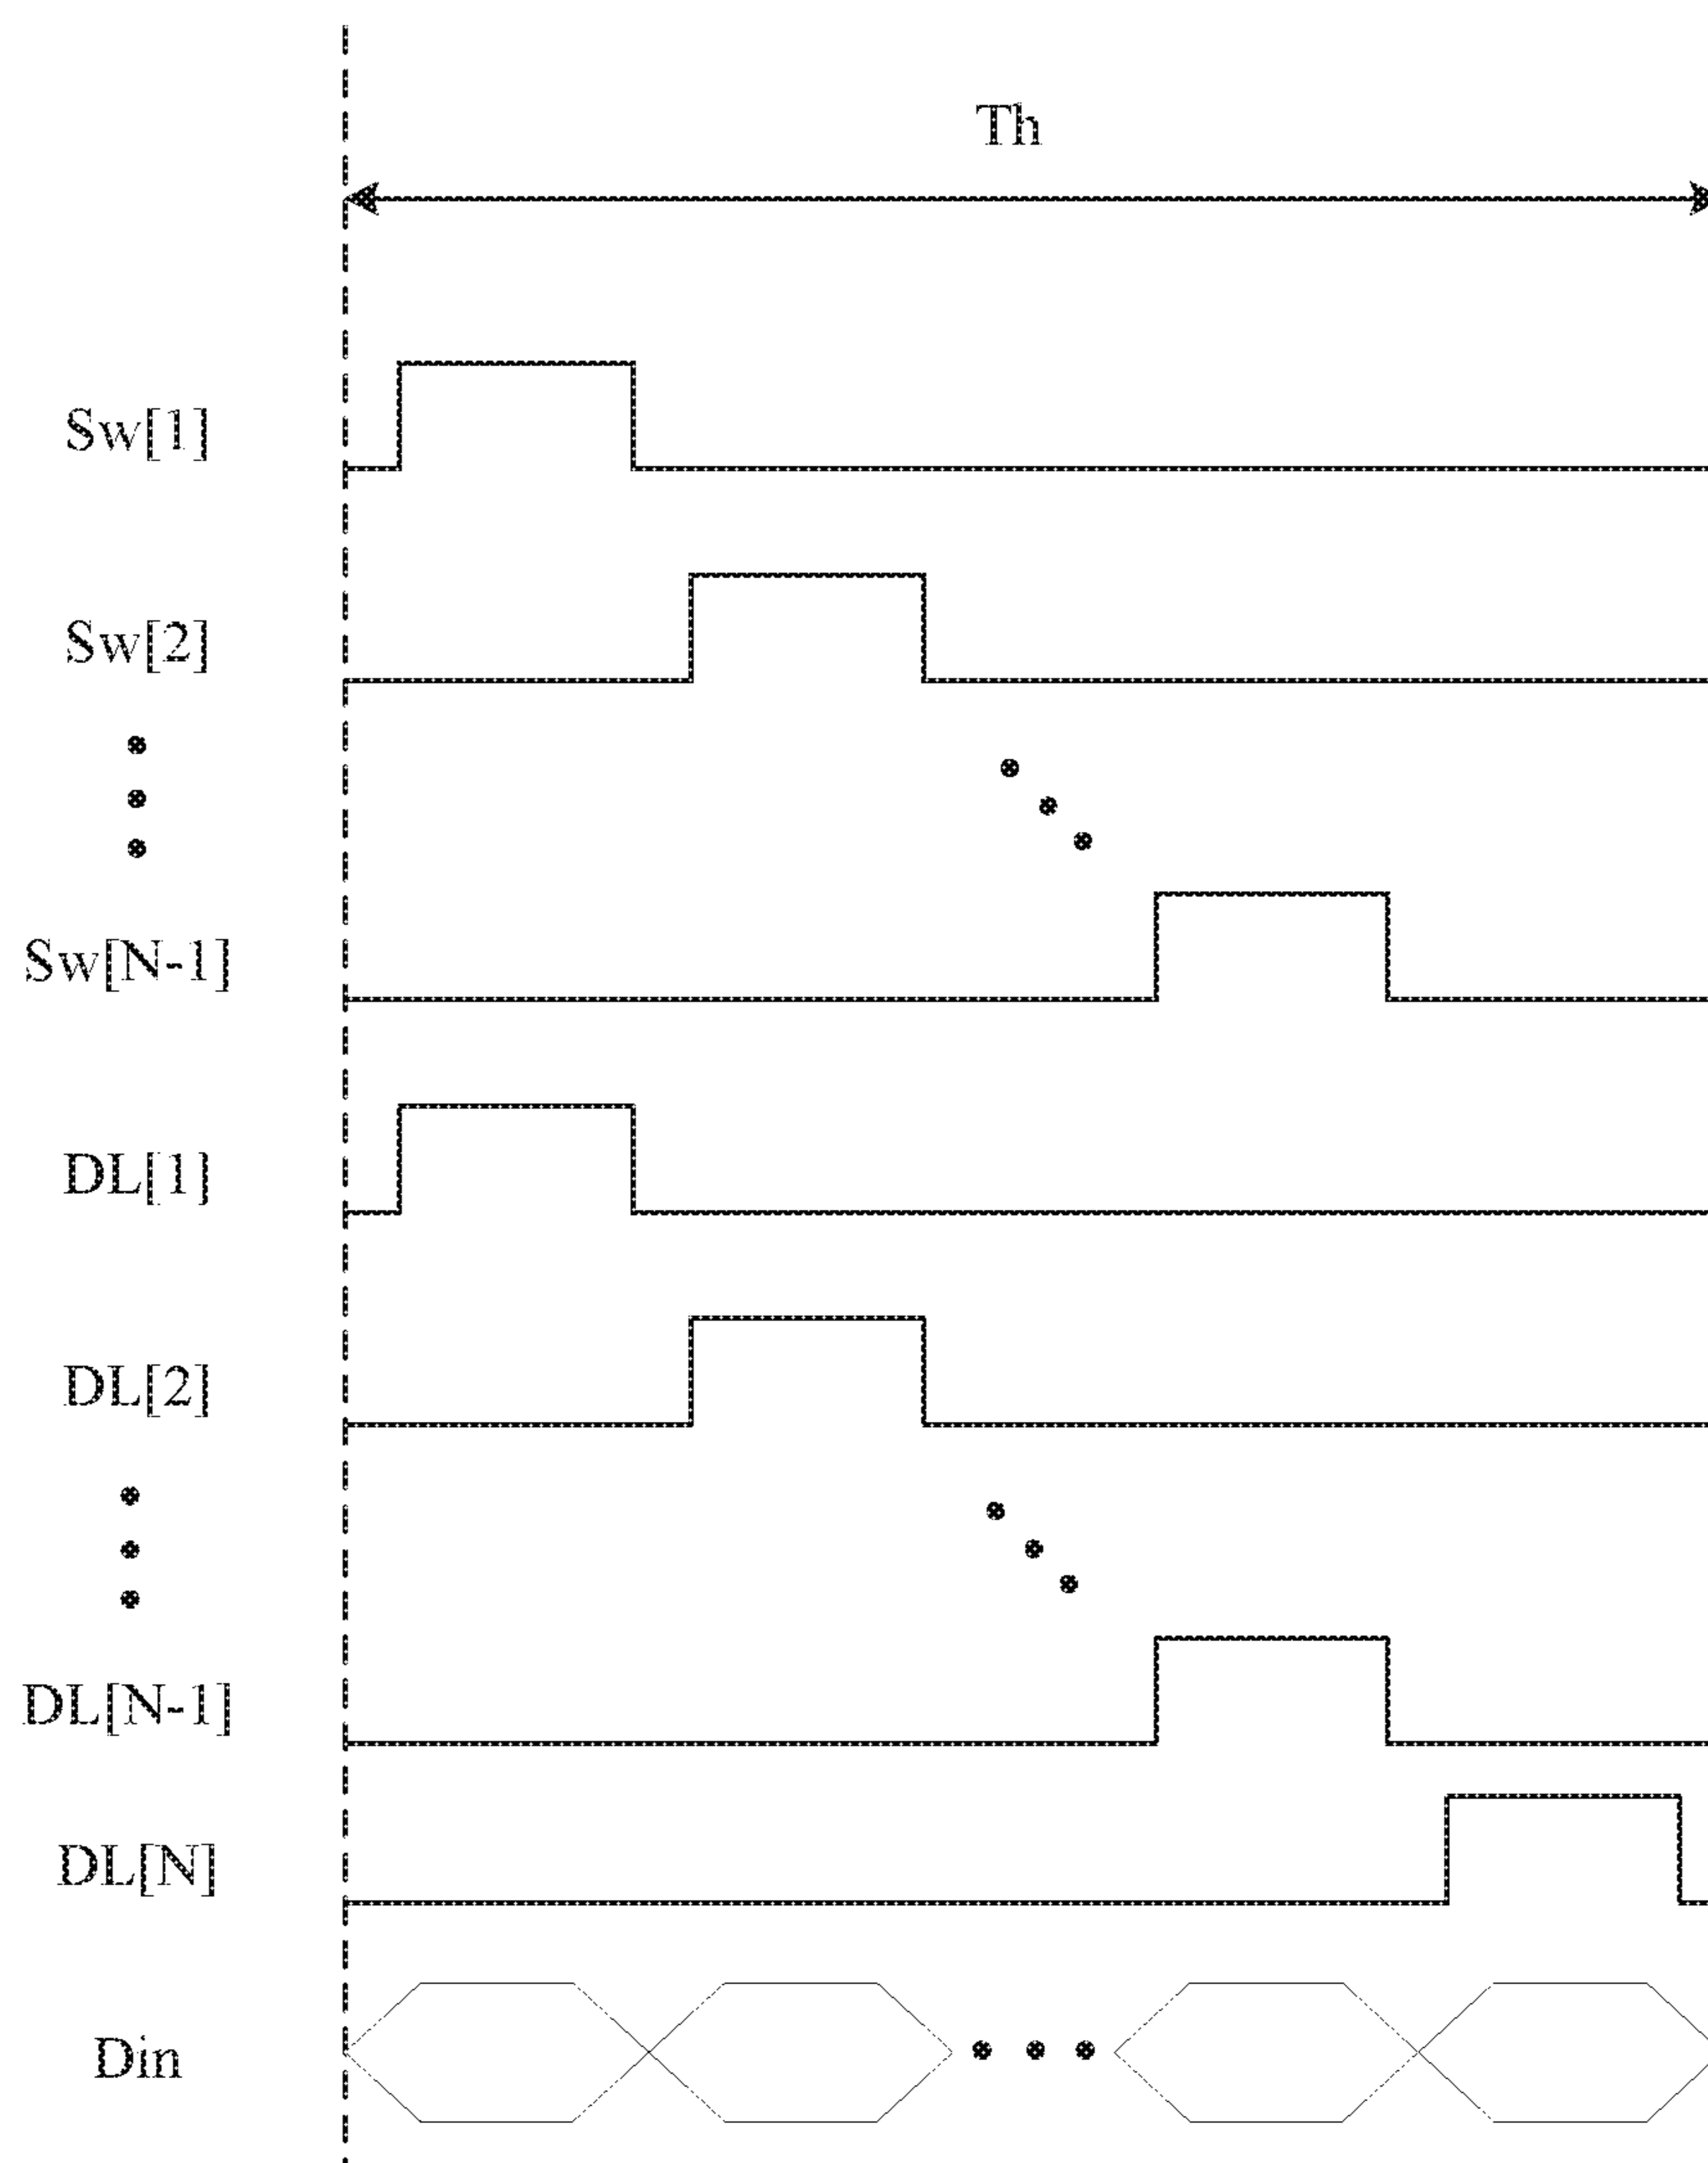 Th
Sw[1]
Sw[2]
Sw[N-1]
DL[1]
DL[2]
DL[N-1]
DL[N]
Din